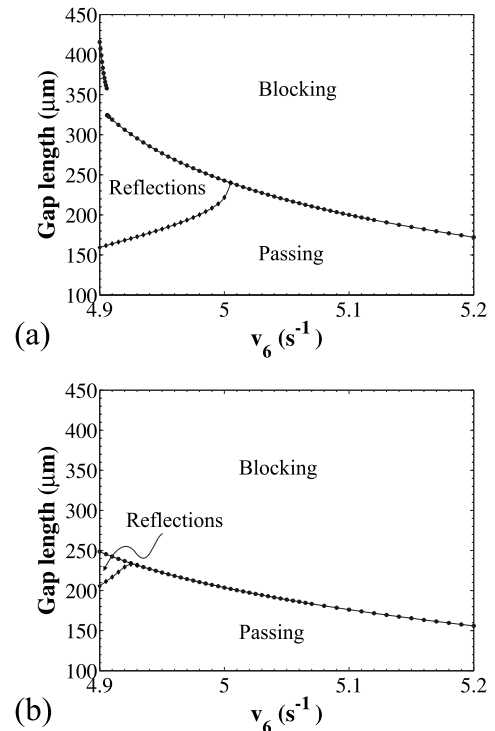 450
400
350
300
250
200
150
100
Gap length (μm)
Blocking
Reflections
Passing
4.9
5
5.1
5.2
v6 (s-1)
(a)
450
400
350
300
250
200
150
100
Gap length (μm)
Blocking
Reflections
Passing
4.9
5
5.1
5.2
v6 (s-1)
(b)